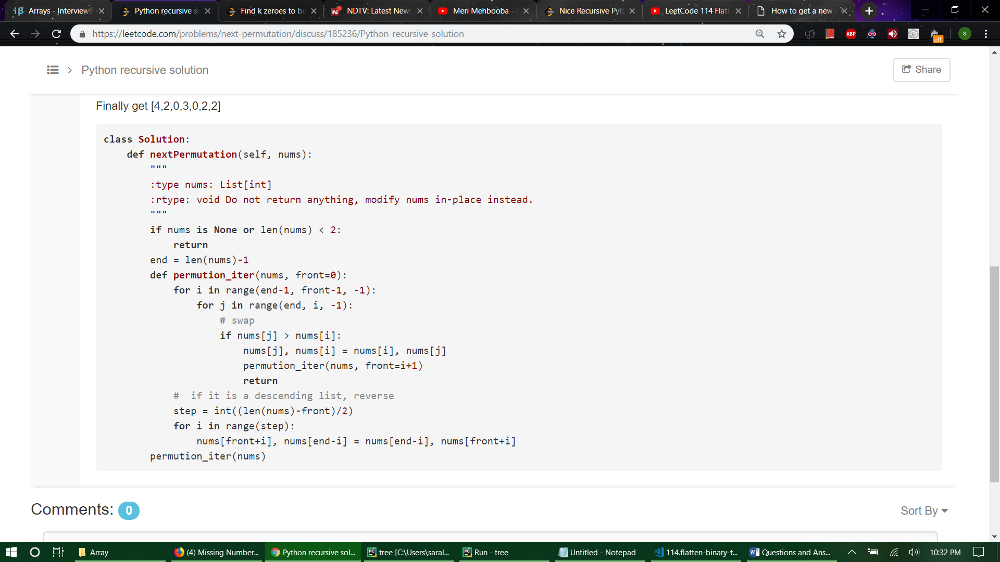 iβ Arrays - InterviewB
Python recursive s
Find k zeroes to be
NDTV: Latest News
Meri Mehbooba -
Nice Recursive Pyt
LeetCode 114 Flatt
How to get a new
https://leetcode.com/problems/next-permutation/discuss/185236/Python-recursive-solution
ABP
off
S
Python recursive solution
Share
Finally get [4,2,0,3,0,2,2]
class Solution:
    def nextPermutation(self, nums):
        """
        :type nums: List[int]
        :rtype: void Do not return anything, modify nums in-place instead.
        """
        if nums is None or len(nums) < 2:
            return
        end = len(nums)-1
        def permution_iter(nums, front=0):
            for i in range(end-1, front-1, -1):
                for j in range(end, i, -1):
                    # swap
                    if nums[j] > nums[i]:
                        nums[j], nums[i] = nums[i], nums[j]
                        permution_iter(nums, front=i+1)
                        return
            #  if it is a descending list, reverse
            step = int((len(nums)-front)/2)
            for i in range(step):
                nums[front+i], nums[end-i] = nums[end-i], nums[front+i]
        permution_iter(nums)
Comments: 0
Sort By
Array
(4) Missing Number...
Python recursive sol...
tree [C:\Users\saral...
Run - tree
Untitled - Notepad
114.flatten-binary-t...
Questions and Ans...
10:32 PM